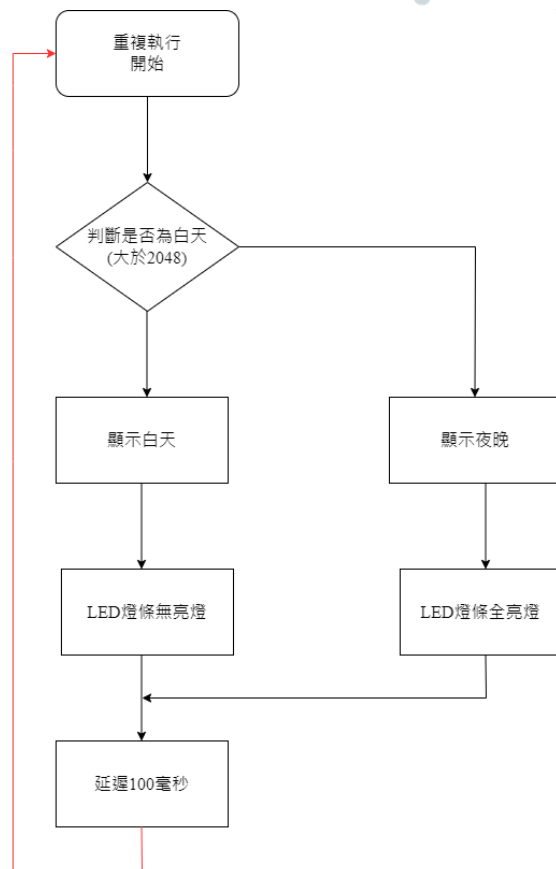 重複執行
開始
判斷是否為白天
(大於2048)
顯示白天
顯示夜晚
LED燈條無亮燈
LED燈條全亮燈
延遲100毫秒